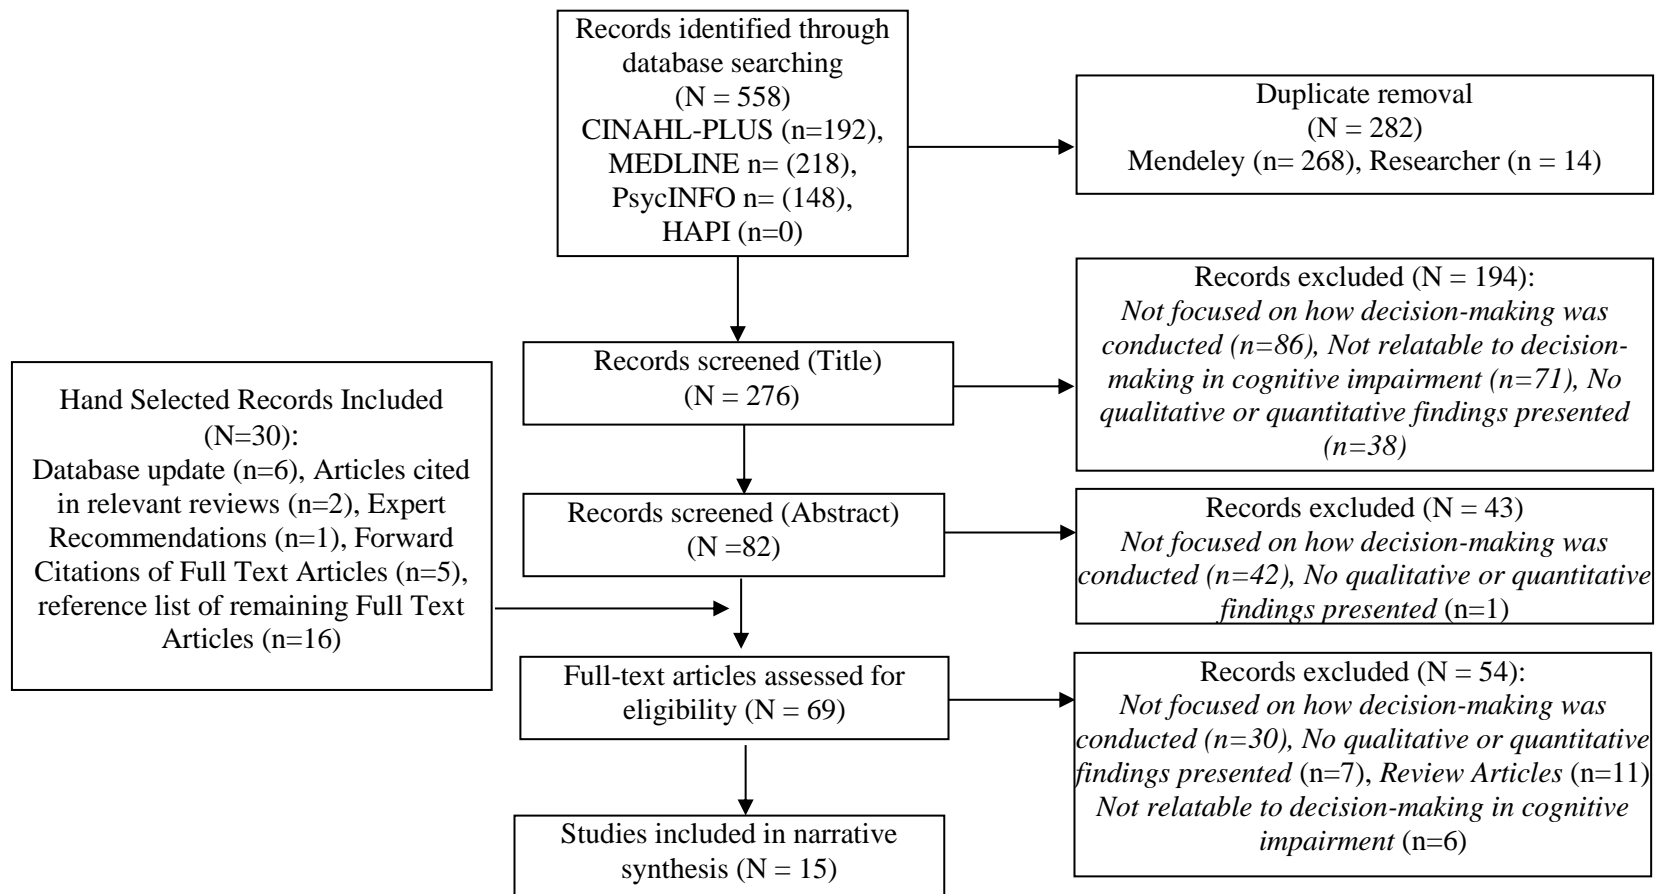 Records identified through
database searching
(N = 558)
CINAHL-PLUS (n=192),
MEDLINE n= (218),
PsycINFO n= (148),
HAPI (n=0)
Duplicate removal
(N = 282)
Mendeley (n= 268), Researcher (n = 14)
Records screened (Title)
(N = 276)
Records excluded (N = 194):
Not focused on how decision-making was
conducted (n=86), Not relatable to decision-
making in cognitive impairment (n=71), No
qualitative or quantitative findings presented
(n=38)
Hand Selected Records Included
(N=30):
Database update (n=6), Articles cited
in relevant reviews (n=2), Expert
Recommendations (n=1), Forward
Citations of Full Text Articles (n=5),
reference list of remaining Full Text
Articles (n=16)
Records screened (Abstract)
(N =82)
Records excluded (N = 43)
Not focused on how decision-making was
conducted (n=42), No qualitative or quantitative
findings presented (n=1)
Full-text articles assessed for
eligibility (N = 69)
Records excluded (N = 54):
Not focused on how decision-making was
conducted (n=30), No qualitative or quantitative
findings presented (n=7), Review Articles (n=11)
Not relatable to decision-making in cognitive
impairment (n=6)
Studies included in narrative
synthesis (N = 15)